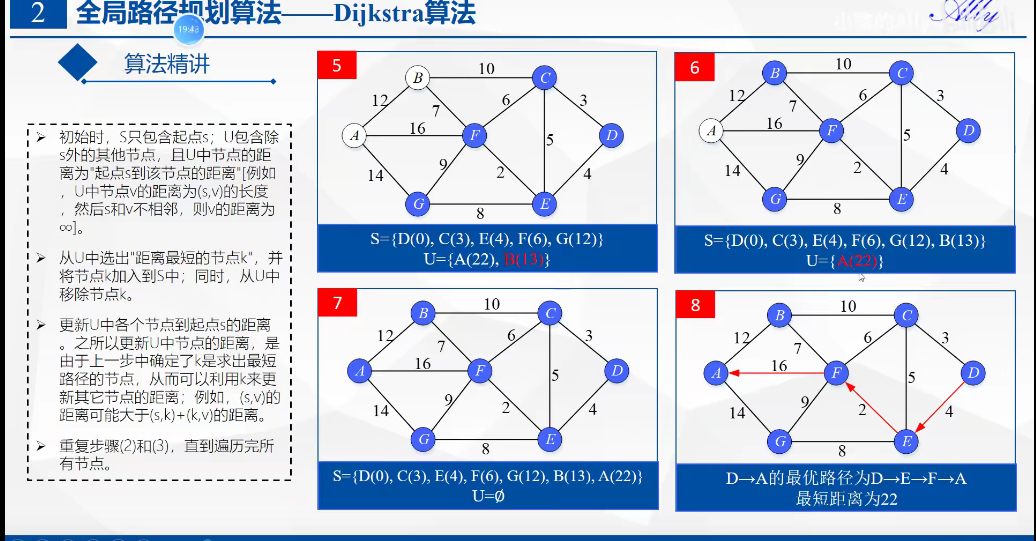 2 全局路径规划算法——Dijkstra算法
19:43
Ally
算法精讲
初始时，S只包含起点s；U包含除
s外的其他节点，且U中节点的距
离为"起点s到该节点的距离"[例如
，U中节点v的距离为(s,v)的长度
，然后s和v不相邻，则v的距离为
∞]。
从U中选出"距离最短的节点k"，并
将节点k加入到S中；同时，从U中
移除节点k。
更新U中各个节点到起点s的距离
。之所以更新U中节点的距离，是
由于上一步中确定了k是求出最短
路径的节点，从而可以利用k来更
新其它节点的距离；例如，(s,v)的
距离可能大于(s,k)+(k,v)的距离。
重复步骤(2)和(3)，直到遍历完所
有节点。
5
B 10 C
12 7 6 3
A 16 F 5 D
14 9 2 4
G 8 E
S={D(0), C(3), E(4), F(6), G(12)}
U={A(22), B(13)}
6
B 10 C
12 7 6 3
A 16 F 5 D
14 9 2 4
G 8 E
S={D(0), C(3), E(4), F(6), G(12), B(13)}
U={A(22)}
7
B 10 C
12 7 6 3
A 16 F 5 D
14 9 2 4
G 8 E
S={D(0), C(3), E(4), F(6), G(12), B(13), A(22)}
U=∅
8
B 10 C
12 7 6 3
A 16 F 5 D
14 9 2 4
G 8 E
D→A的最优路径为D→E→F→A
最短距离为22